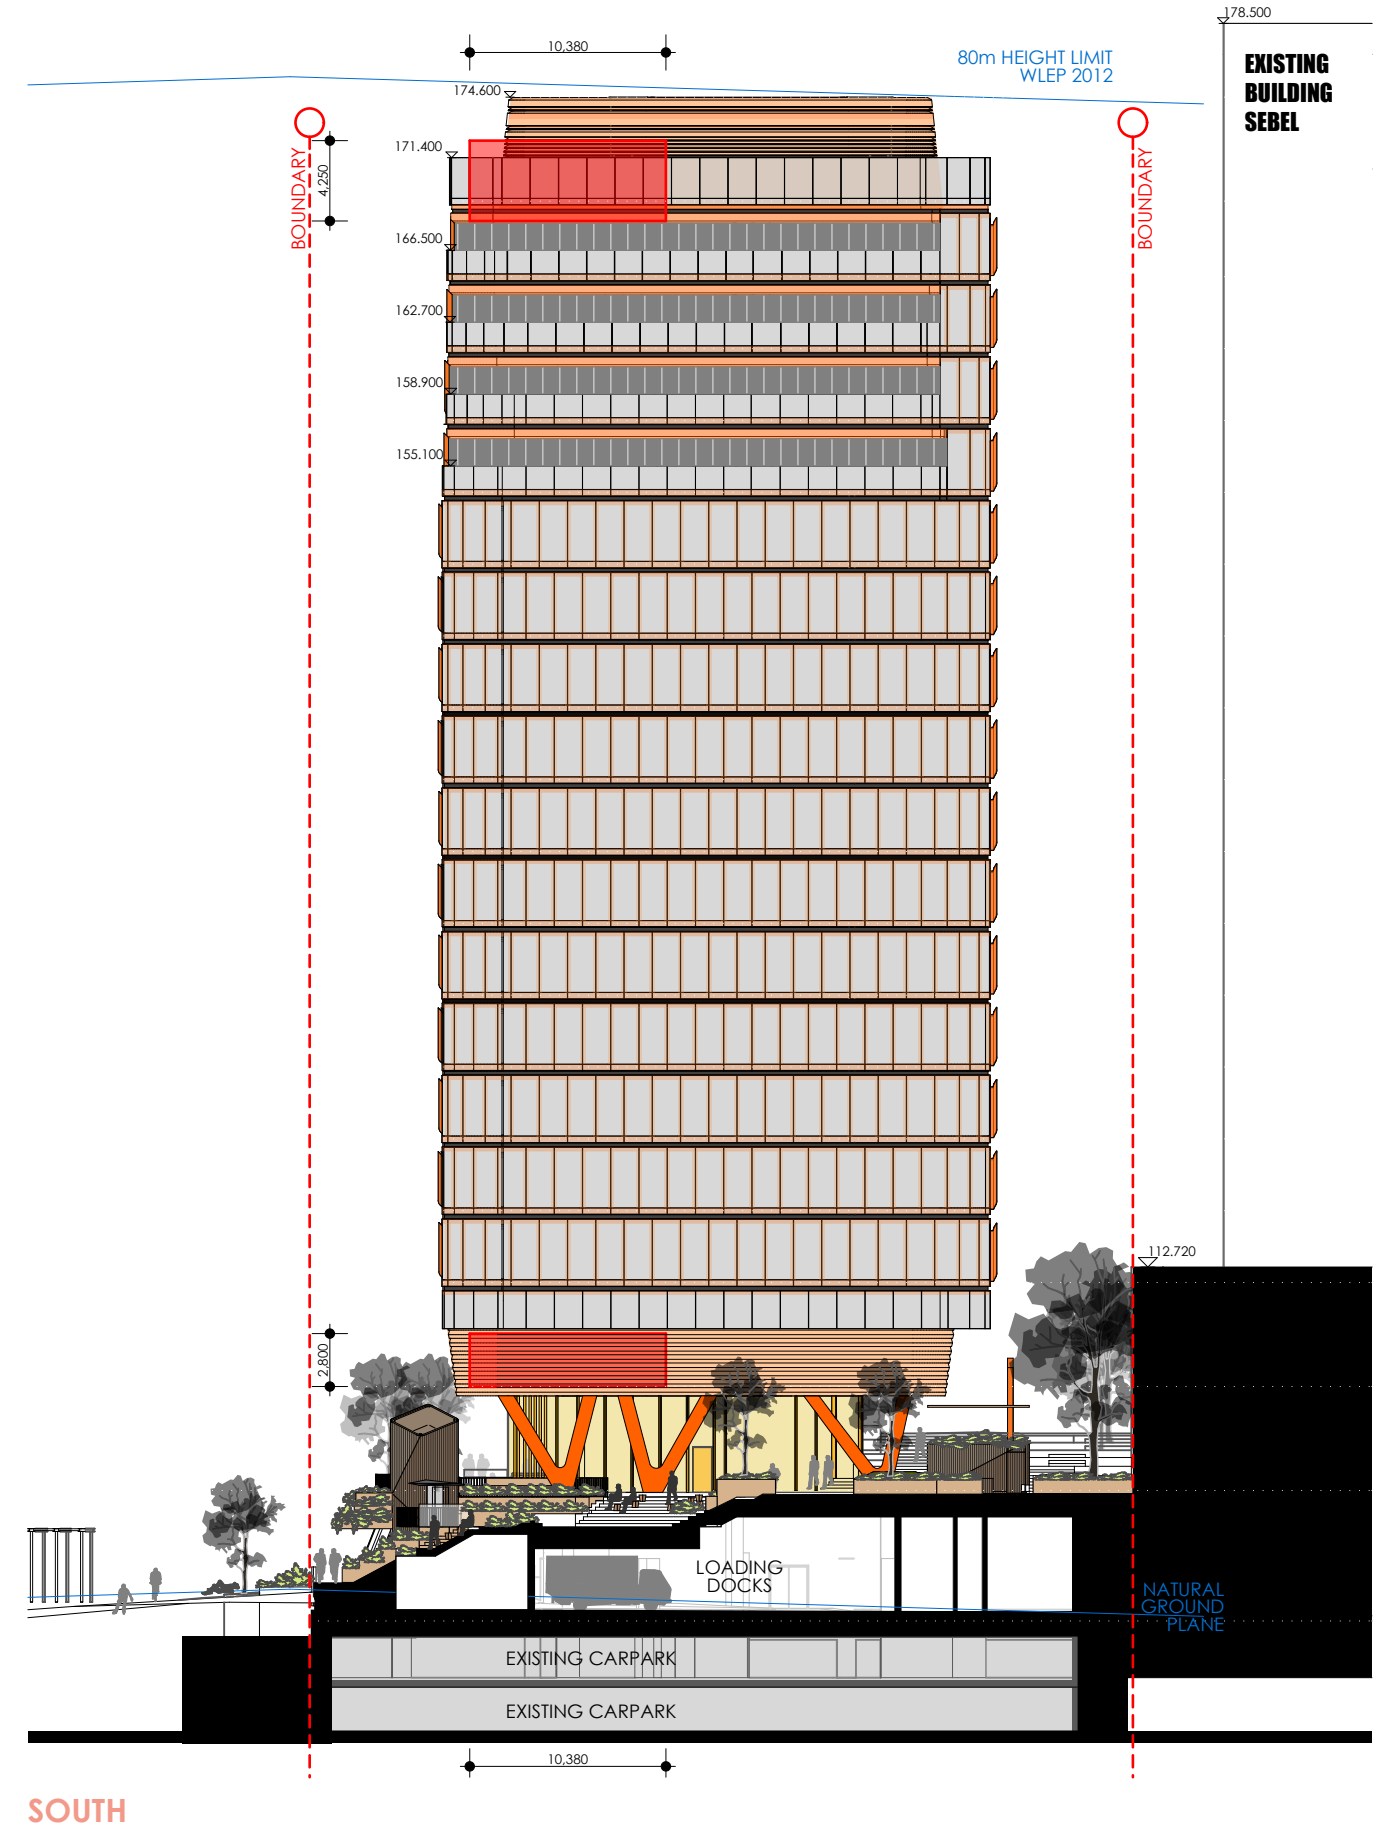 178.500
10,380
80m HEIGHT LIMIT
WLEP 2012
EXISTING
BUILDING
SEBEL
174.600
171.400
BOUNDARY
4,250
BOUNDARY
166.500
162.700
158.900
155.100
112.720
2,800
LOADING
DOCKS
NATURAL
GROUND
PLANE
EXISTING CARPARK
EXISTING CARPARK
10,380
SOUTH